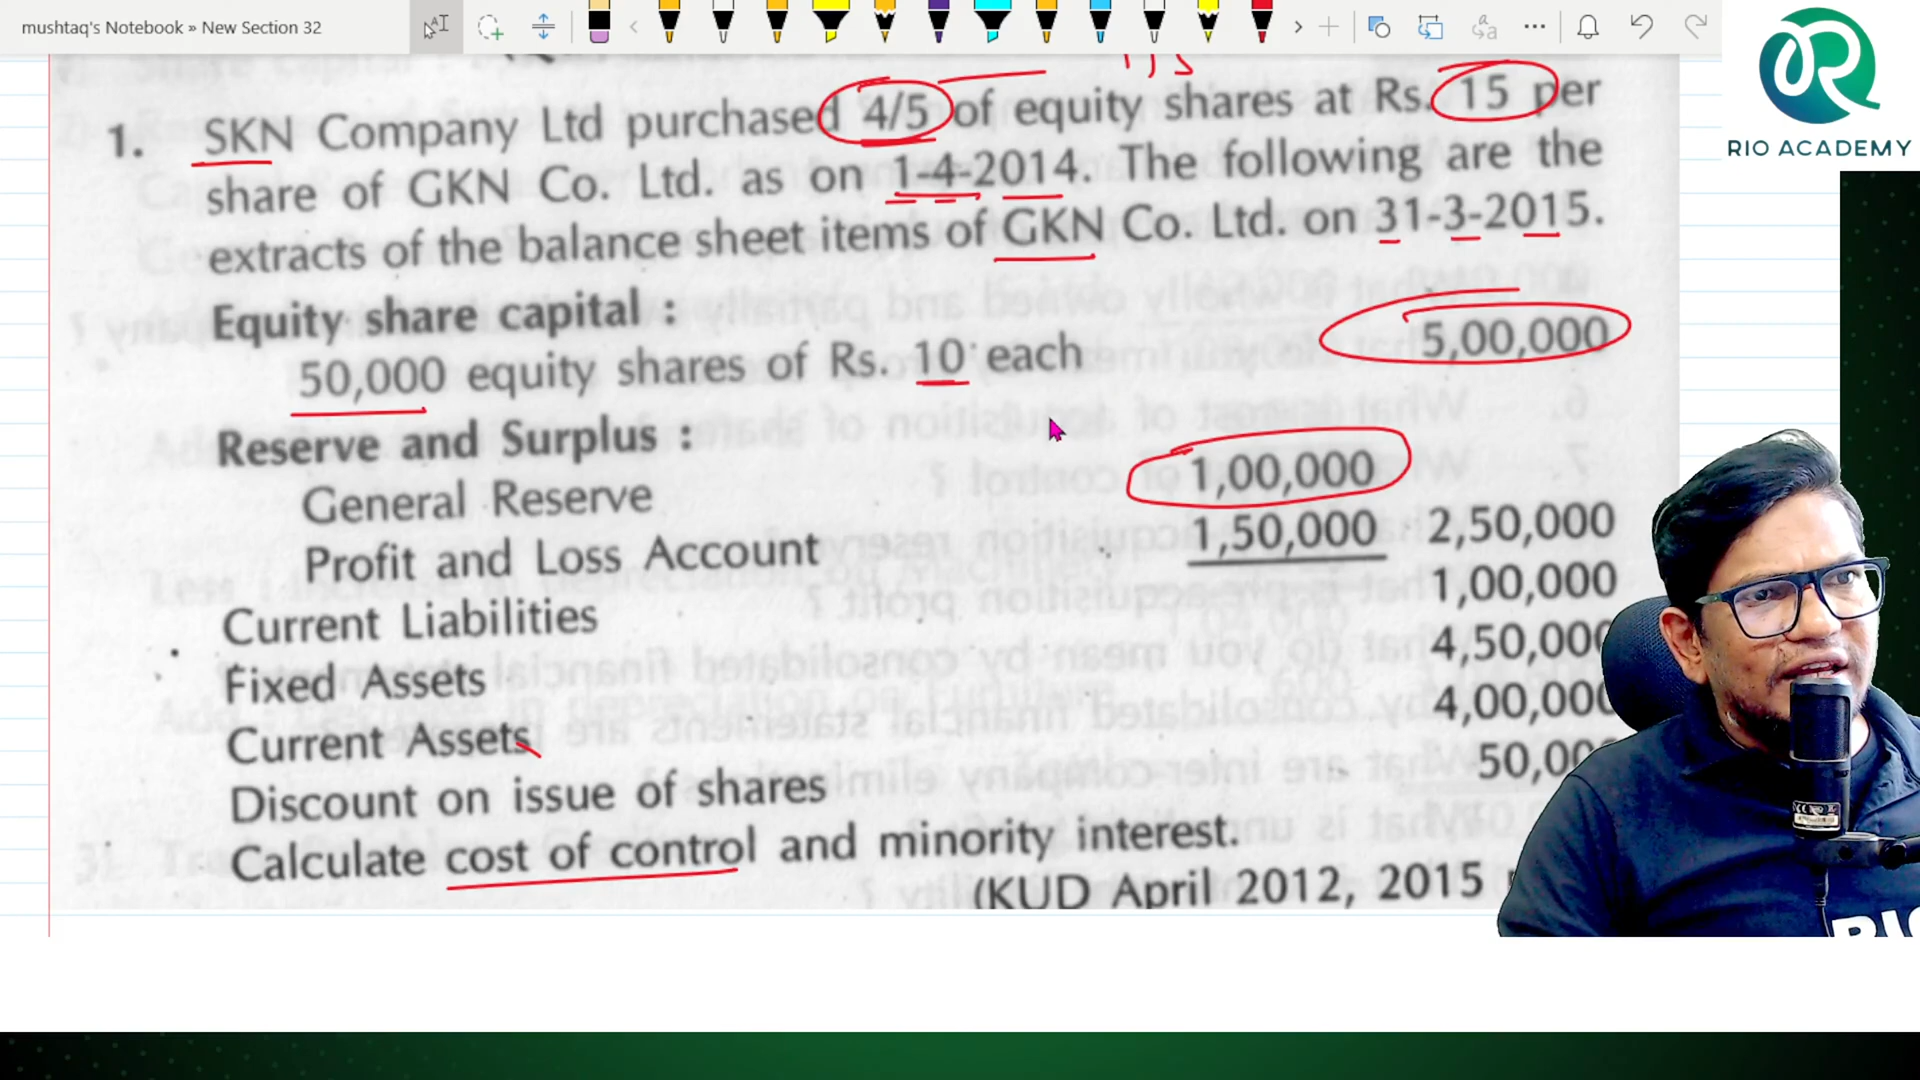 mushtaq's Notebook » New Section 32
RIO ACADEMY
1. SKN Company Ltd purchased 4/5 of equity shares at Rs. 15 per
share of GKN Co. Ltd. as on 1-4-2014. The following are the
extracts of the balance sheet items of GKN Co. Ltd. on 31-3-2015.
Equity share capital :
50,000 equity shares of Rs. 10 each 5,00,000
Reserve and Surplus :
General Reserve 1,00,000
Profit and Loss Account 1,50,000 2,50,000
Current Liabilities 1,00,000
Fixed Assets 4,50,000
Current Assets 4,00,000
Discount on issue of shares 50,00
Calculate cost of control and minority interest.
(KUD April 2012, 2015